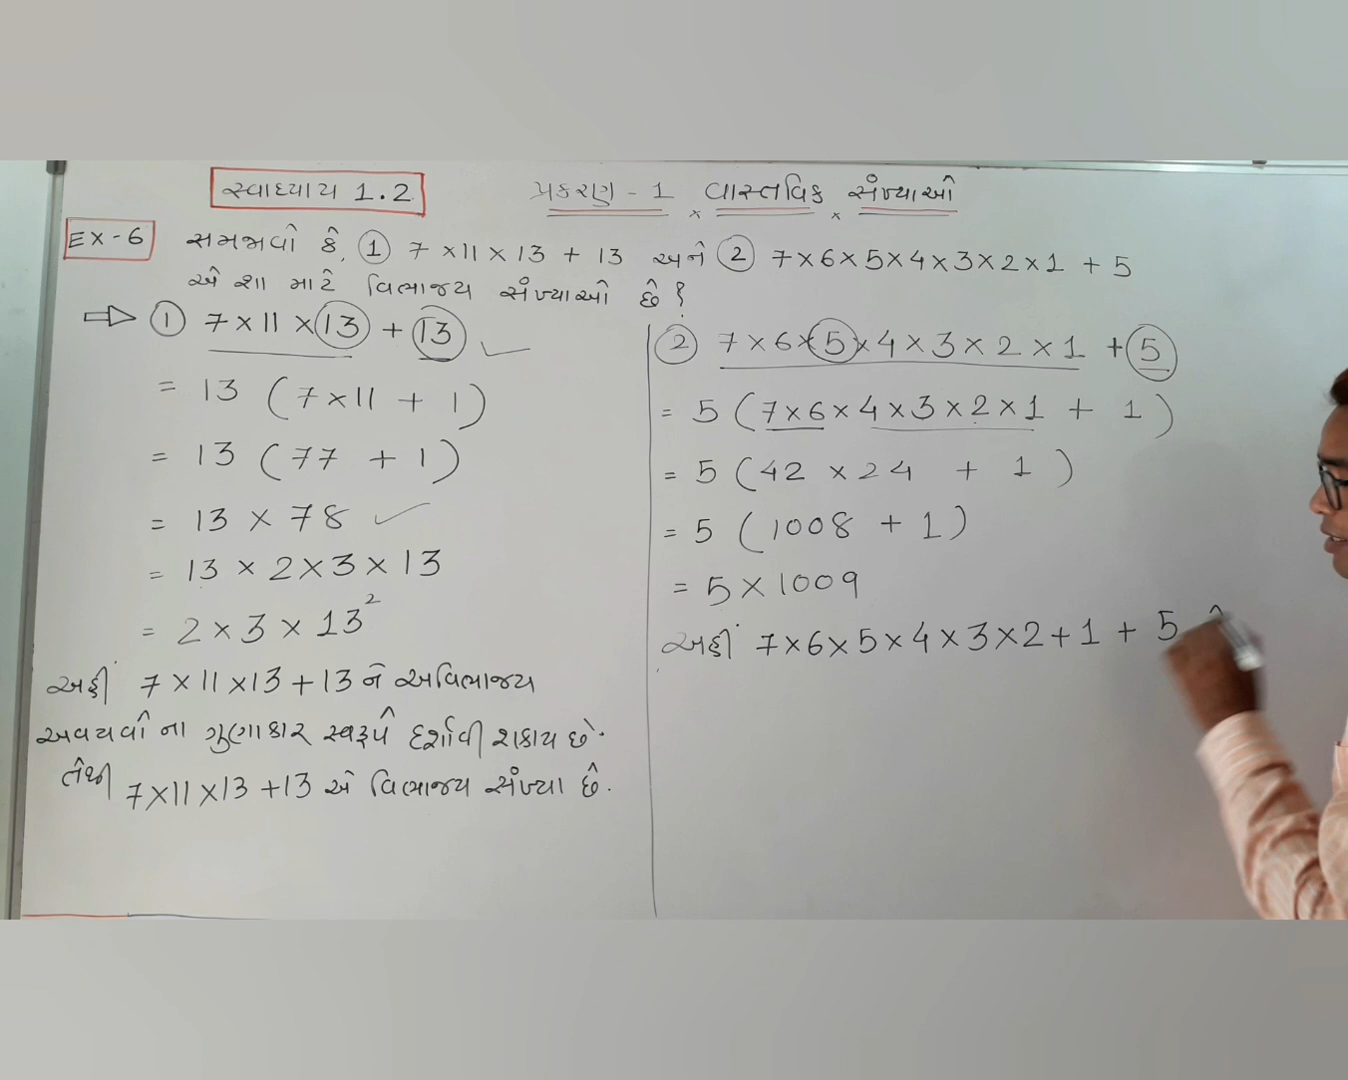 સ્વાધ્યાય 1.2
પ્રકરણ - 1 વાસ્તવિક સંખ્યાઓ
EX-6 સમજાવો કે, ① 7 × 11 × 13 + 13 અને ② 7 × 6 × 5 × 4 × 3 × 2 × 1 + 5
એ શા માટે વિભાજ્ય સંખ્યાઓ છે ?
⇨ ① 7 × 11 × 13 + 13 ✓
= 13 ( 7 × 11 + 1 )
= 13 ( 77 + 1 )
= 13 × 78 ✓
= 13 × 2 × 3 × 13
= 2 × 3 × 13²
અહીં 7 × 11 × 13 + 13 ને અવિભાજ્ય
અવયવોના ગુણાકાર સ્વરૂપે દર્શાવી શકાય છે.
તેથી 7 × 11 × 13 + 13 એ વિભાજ્ય સંખ્યા છે.
② 7 × 6 × 5 × 4 × 3 × 2 × 1 + 5
= 5 ( 7 × 6 × 4 × 3 × 2 × 1 + 1 )
= 5 ( 42 × 24 + 1 )
= 5 ( 1008 + 1 )
= 5 × 1009
અહીં 7 × 6 × 5 × 4 × 3 × 2 + 1 + 5